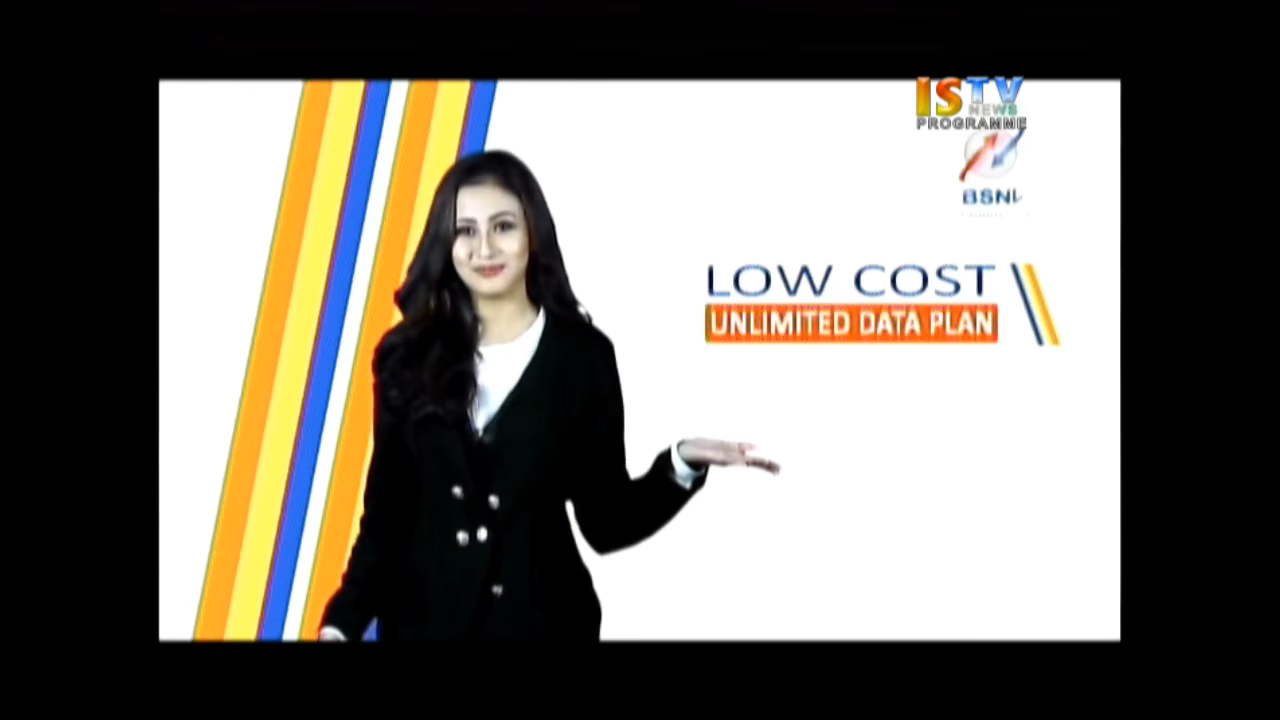 ISTV
NEWS
PROGRAMME
BSNL
LOW COST
UNLIMITED DATA PLAN